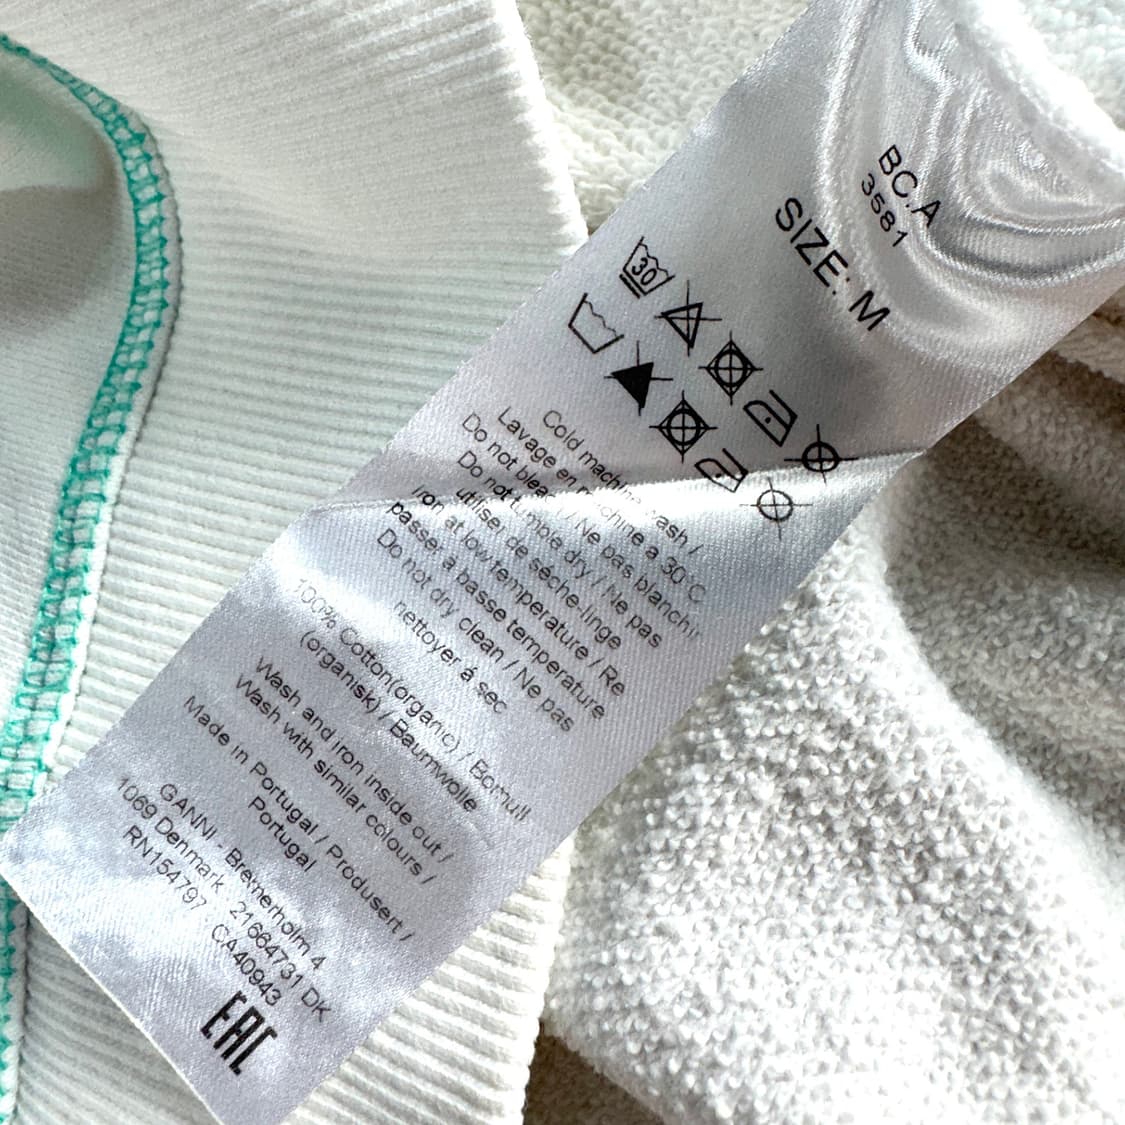 BC.A
3581
SIZE: M
30
Cold machine wash /
Lavage en machine a 30°C
Do not bleach / Ne pas blanchir
Do not tumble dry / Ne pas
utiliser de sèche-linge
Iron at low temperature / Re
passer à basse temperature
Do not dry clean / Ne pas
nettoyer á sec
100% Cotton(organic) / Bomull
(organisk) / Baumwolle
Wash and iron inside out /
Wash with similar colours /
Made in Portugal / Produsert /
Portugal
GANNI - Bremerholm 4
1069 Denmark 21664731 DK
RN154797 CA40943
EAC